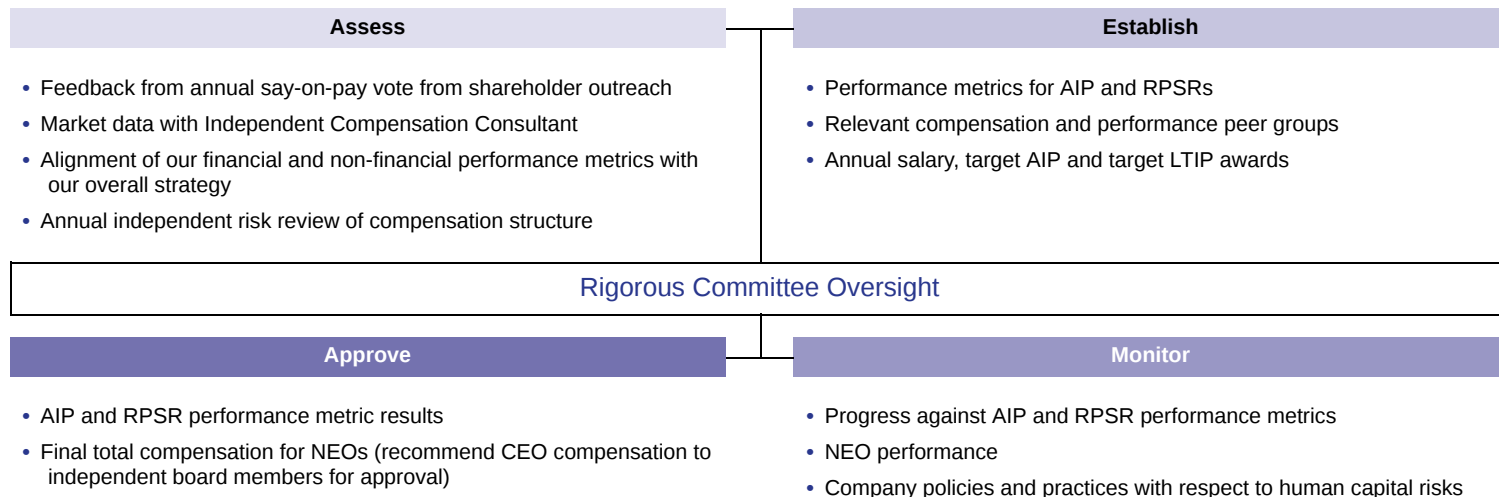 Assess
• Feedback from annual say-on-pay vote from shareholder outreach
• Market data with Independent Compensation Consultant
• Alignment of our financial and non-financial performance metrics with
our overall strategy
• Annual independent risk review of compensation structure
Establish
• Performance metrics for AIP and RPSRs
• Relevant compensation and performance peer groups
• Annual salary, target AIP and target LTIP awards
Rigorous Committee Oversight
Approve
• AIP and RPSR performance metric results
• Final total compensation for NEOs (recommend CEO compensation to
independent board members for approval)
Monitor
• Progress against AIP and RPSR performance metrics
• NEO performance
• Company policies and practices with respect to human capital risks